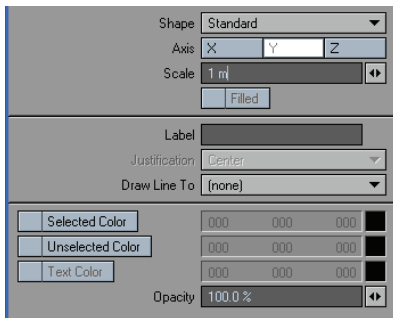 Shape Standard
Axis X Y Z
Scale 1 m
Filled
Label
Justification Center
Draw Line To (none)
Selected Color 000 000 000
Unselected Color 000 000 000
Text Color 000 000 000
Opacity 100.0 %